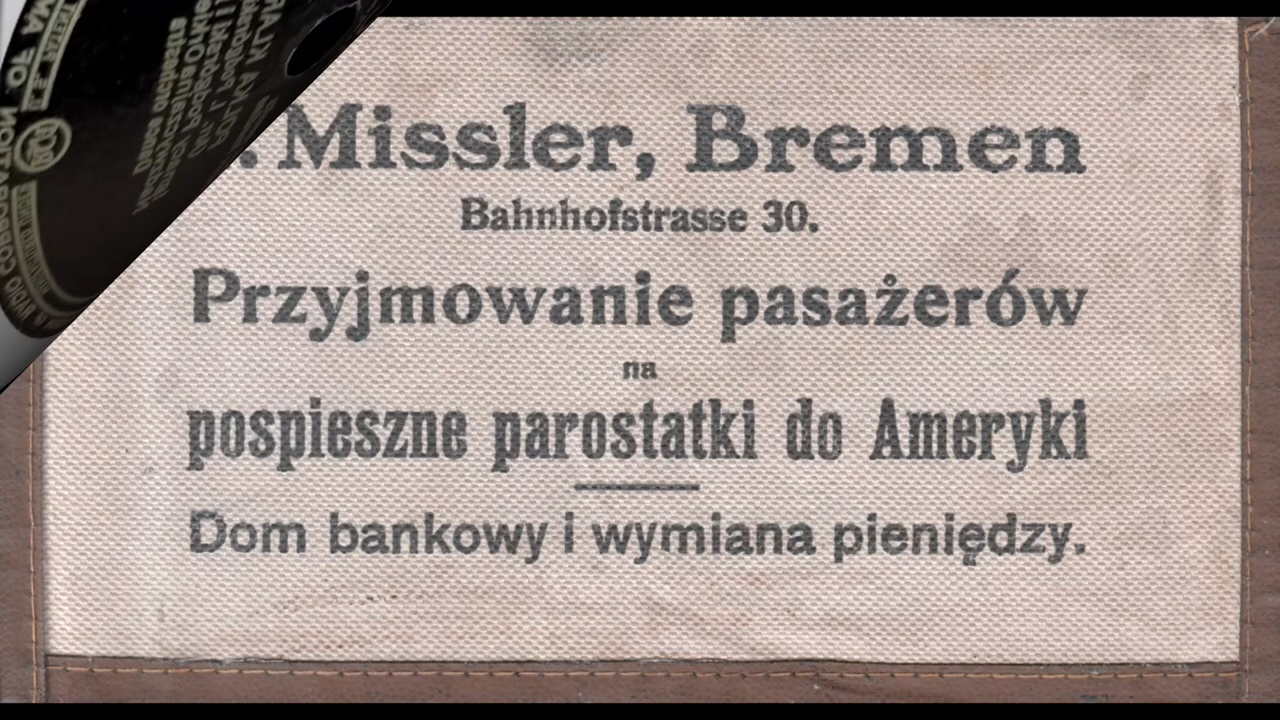 . Missler, Bremen
Bahnhofstrasse 30.
Przyjmowanie pasażerów
na
pospieszne parostatki do Ameryki
Dom bankowy i wymiana pieniędzy.